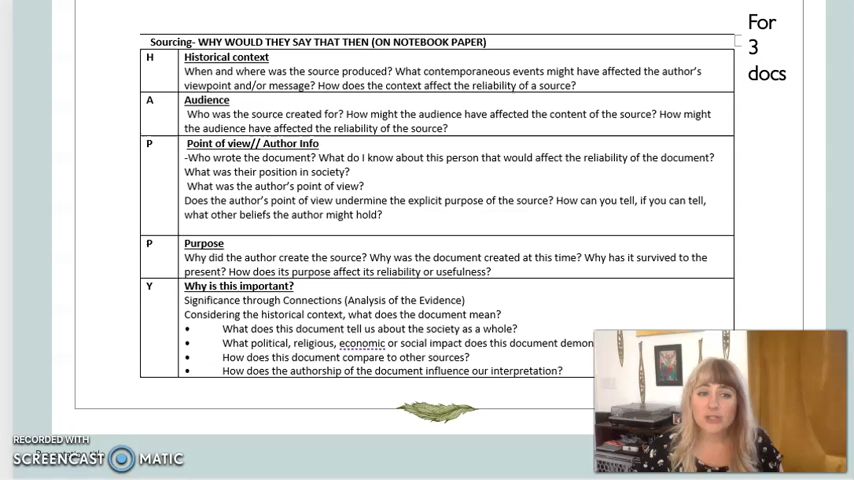 For
3
docs
Sourcing- WHY WOULD THEY SAY THAT THEN (ON NOTEBOOK PAPER)
H
Historical context
When and where was the source produced? What contemporaneous events might have affected the author's
viewpoint and/or message? How does the context affect the reliability of a source?
A
Audience
Who was the source created for? How might the audience have affected the content of the source? How might
the audience have affected the reliability of the source?
P
Point of view// Author Info
-Who wrote the document? What do I know about this person that would affect the reliability of the document?
What was their position in society?
What was the author's point of view?
Does the author's point of view undermine the explicit purpose of the source? How can you tell, if you can tell,
what other beliefs the author might hold?
P
Purpose
Why did the author create the source? Why was the document created at this time? Why has it survived to the
present? How does its purpose affect its reliability or usefulness?
Y
Why is this important?
Significance through Connections (Analysis of the Evidence)
Considering the historical context, what does the document mean?
• What does this document tell us about the society as a whole?
• What political, religious, economic or social impact does this document demon
• How does this document compare to other sources?
• How does the authorship of the document influence our interpretation?
RECORDED WITH
SCREENCAST MATIC